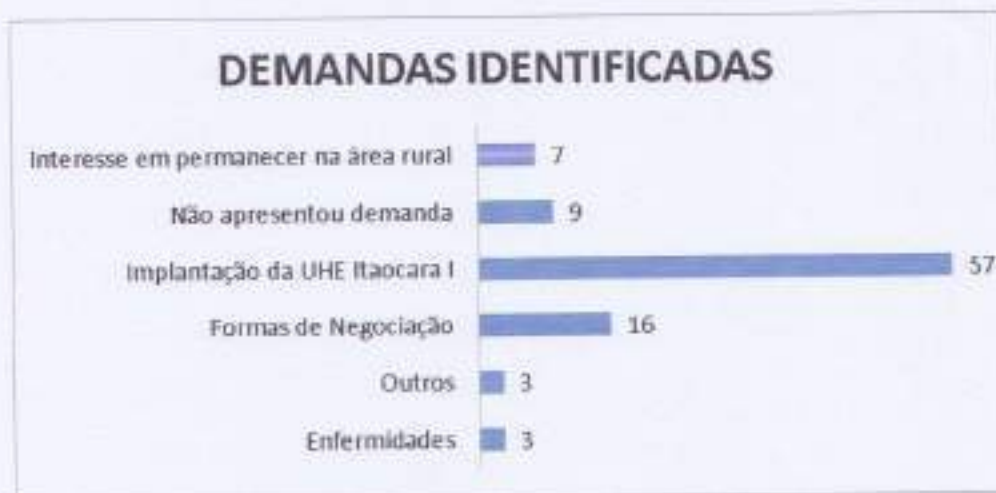 DEMANDAS IDENTIFICADAS
Interesse em permanecer na área rural 7
Não apresentou demanda 9
Implantação da UHE Itaocara I 57
Formas de Negociação 16
Outros 3
Enfermidades 3